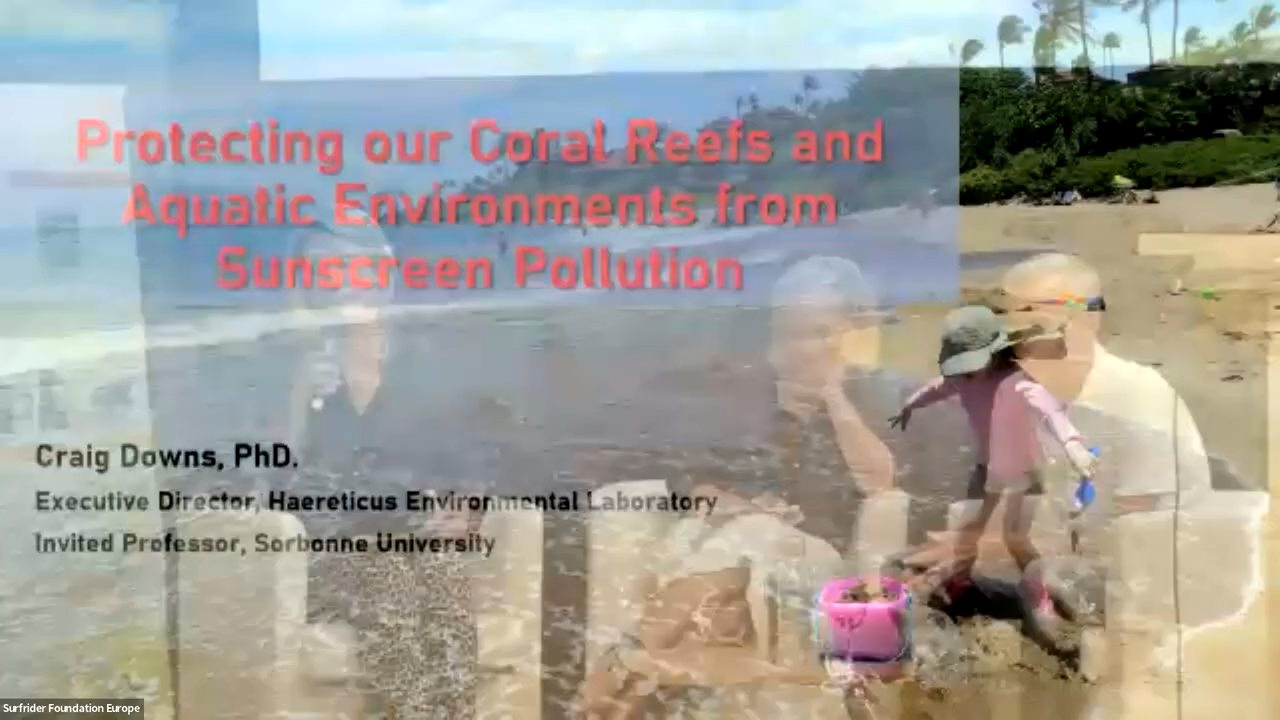 Protecting our Coral Reefs and
Aquatic Environments from
Sunscreen Pollution
Craig Downs, PhD.
Executive Director, Haereticus Environmental Laboratory
Invited Professor, Sorbonne University
Surfrider Foundation Europe